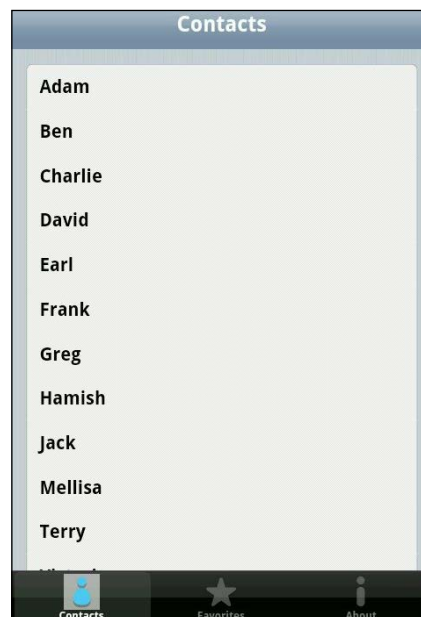 Contacts
Adam
Ben
Charlie
David
Earl
Frank
Greg
Hamish
Jack
Mellisa
Terry
Contacts
Favorites
About